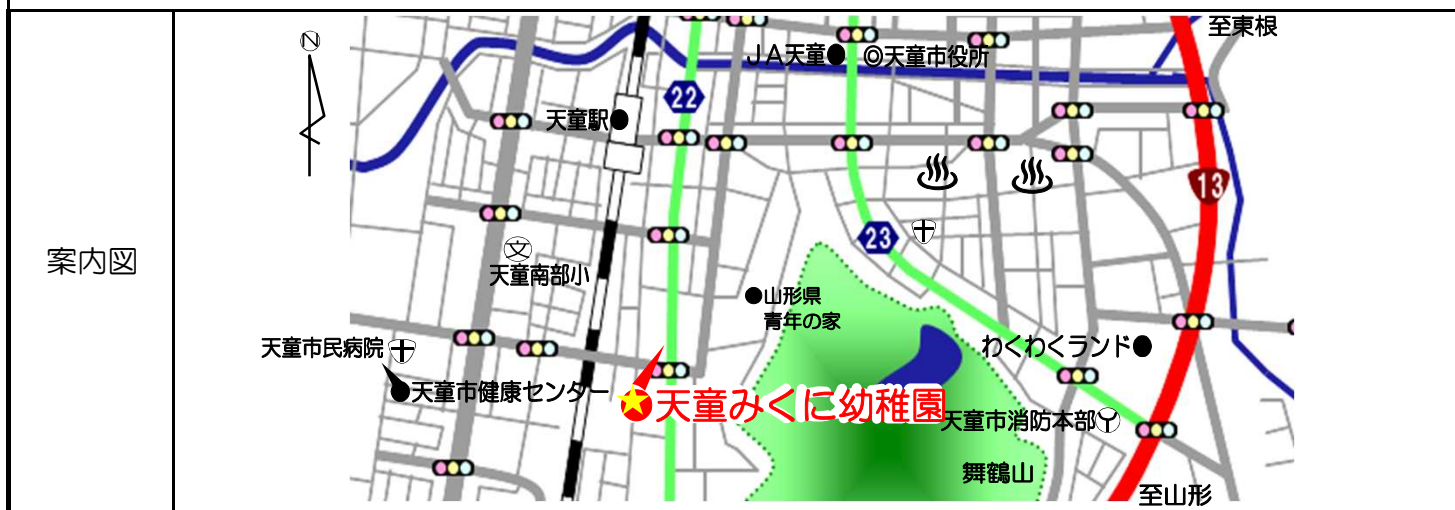 案内図
N
至東根
JA天童
◎天童市役所
22
天童駅
13
23
文
天童南部小
山形県
青年の家
天童市民病院
わくわくランド
天童市健康センター
天童みくに幼稚園
天童市消防本部
舞鶴山
至山形